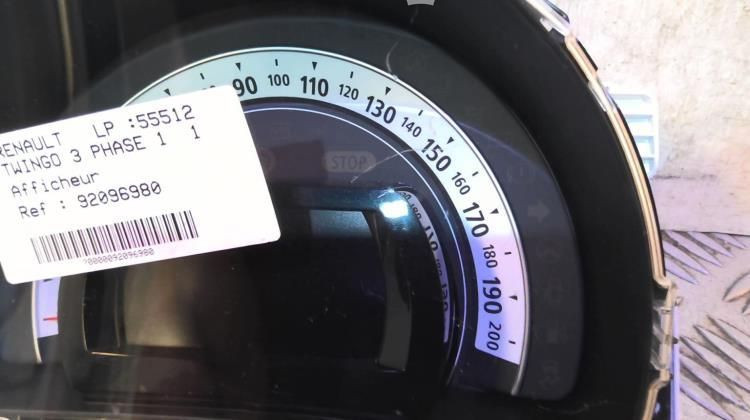 RENAULT LP :55512
TWINGO 3 PHASE 1 1
Afficheur
Ref : 92096980
90 100 110 120 130 140 150 160 170 180 190 200
STOP